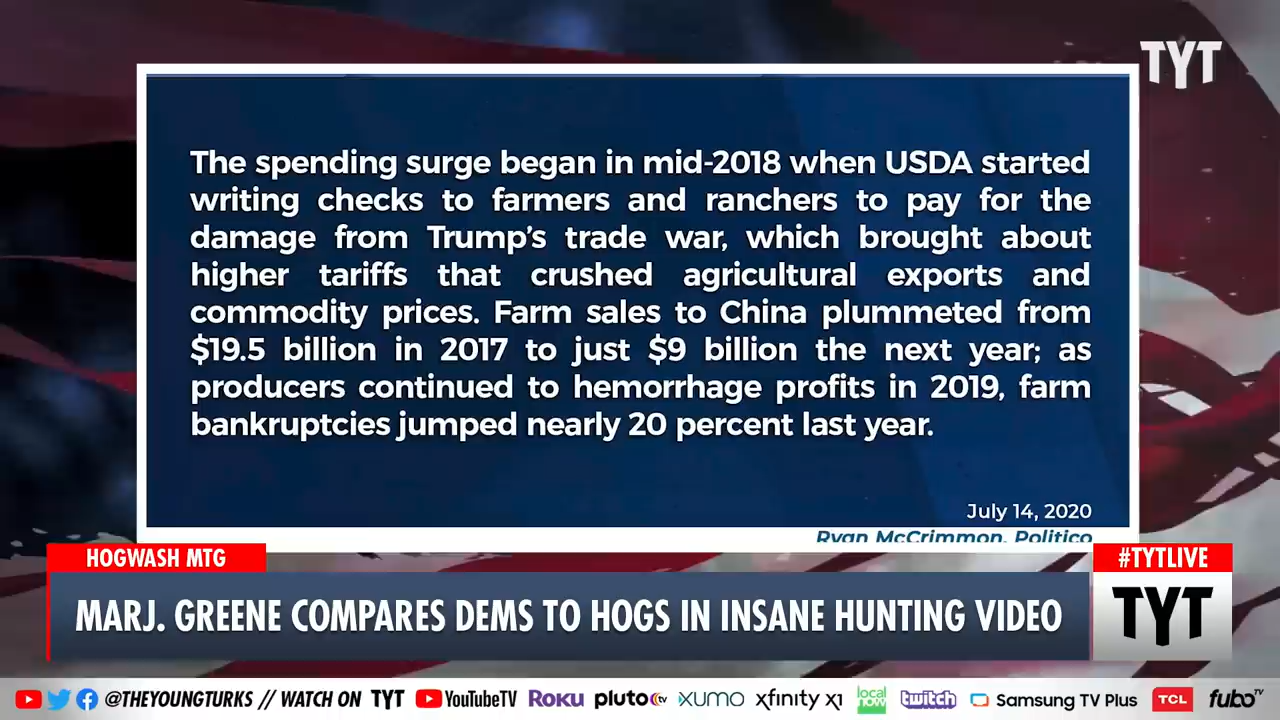 TYT
The spending surge began in mid-2018 when USDA started
writing checks to farmers and ranchers to pay for the
damage from Trump's trade war, which brought about
higher tariffs that crushed agricultural exports and
commodity prices. Farm sales to China plummeted from
$19.5 billion in 2017 to just $9 billion the next year; as
producers continued to hemorrhage profits in 2019, farm
bankruptcies jumped nearly 20 percent last year.
July 14, 2020
Ryan McCrimmon, Politico
HOGWASH MTG
#TYTLIVE
MARJ. GREENE COMPARES DEMS TO HOGS IN INSANE HUNTING VIDEO
TYT
@THEYOUNGTURKS // WATCH ON TYT YouTubeTV ROKU pluto tv XUMO xfinity X1 local now twitch Samsung TV Plus TCL fubo TV